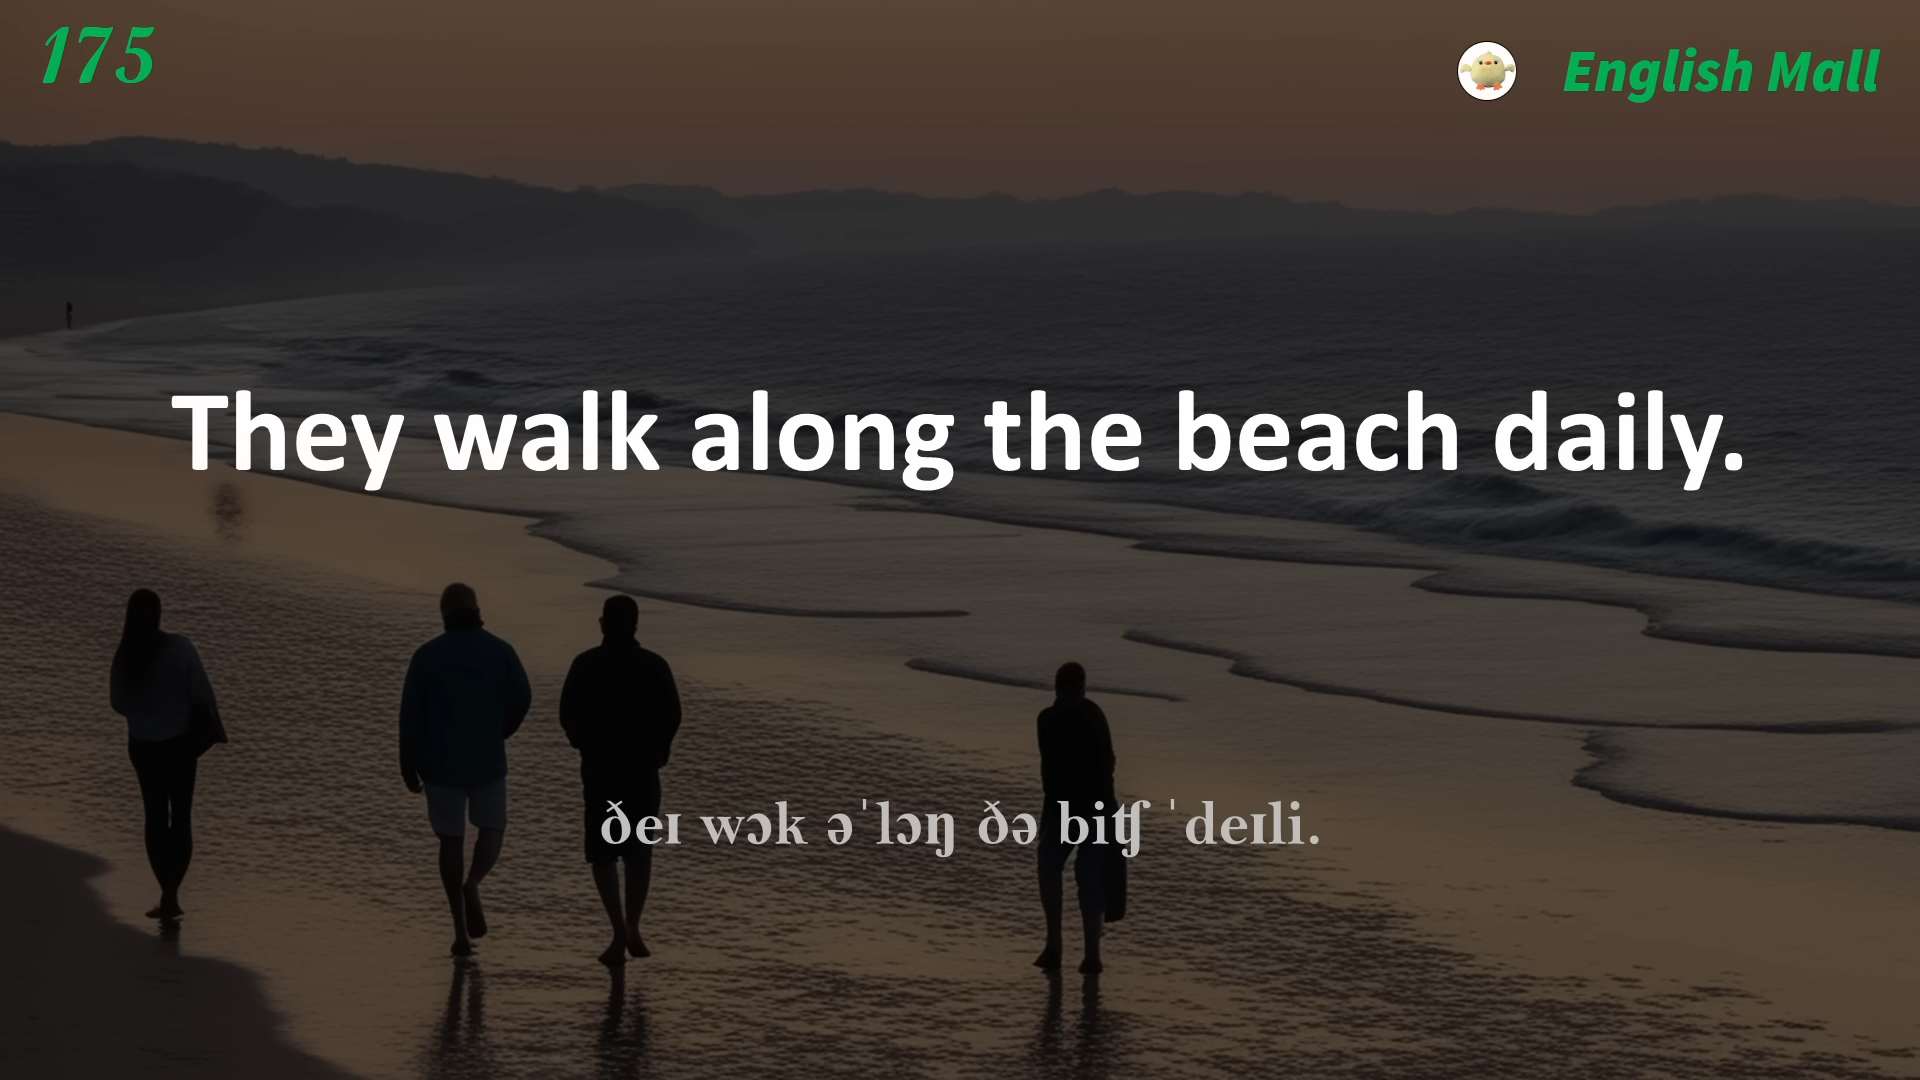 175
English Mall
They walk along the beach daily.
ðeɪ wɔk əˈlɔŋ ðə biʧ ˈdeɪli.